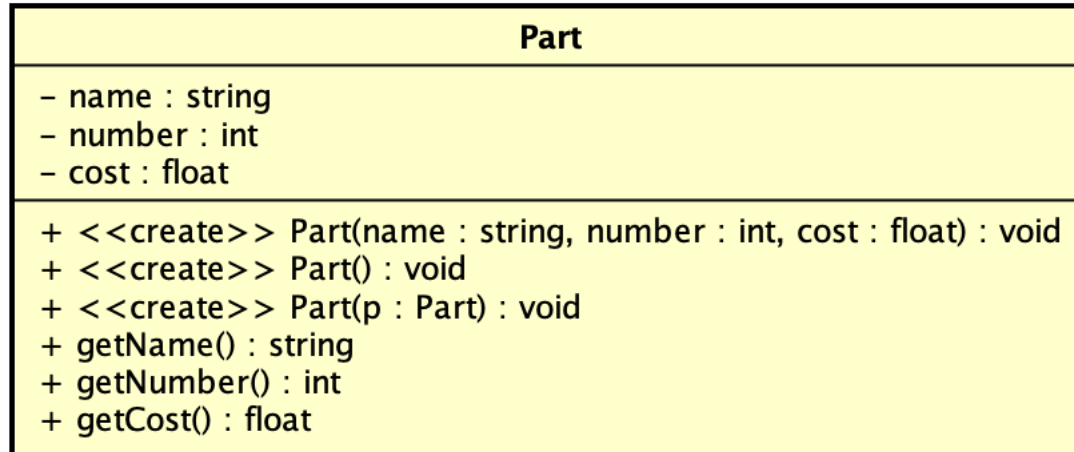 Part
– name : string
– number : int
– cost : float
+ <<create>> Part(name : string, number : int, cost : float) : void
+ <<create>> Part() : void
+ <<create>> Part(p : Part) : void
+ getName() : string
+ getNumber() : int
+ getCost() : float